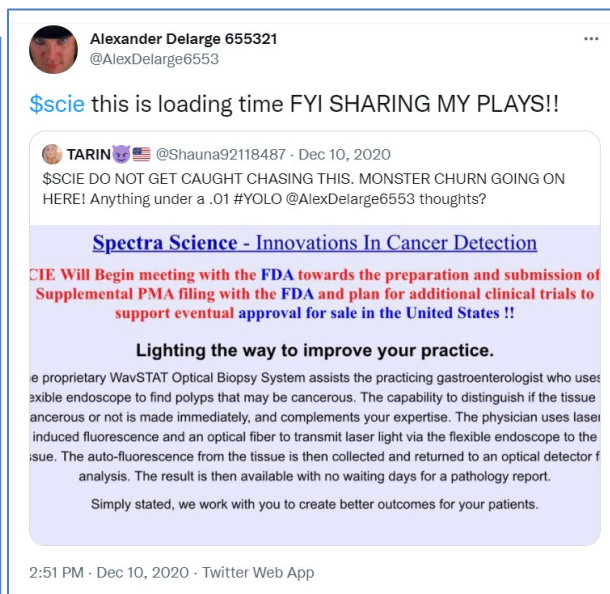 Alexander Delarge 655321
@AlexDelarge6553
$scie this is loading time FYI SHARING MY PLAYS!!
TARIN @Shauna92118487 · Dec 10, 2020
$SCIE DO NOT GET CAUGHT CHASING THIS. MONSTER CHURN GOING ON
HERE! Anything under a .01 #YOLO @AlexDelarge6553 thoughts?
Spectra Science - Innovations In Cancer Detection
CIE Will Begin meeting with the FDA towards the preparation and submission of
Supplemental PMA filing with the FDA and plan for additional clinical trials to
support eventual approval for sale in the United States !!
Lighting the way to improve your practice.
e proprietary WavSTAT Optical Biopsy System assists the practicing gastroenterologist who uses
exible endoscope to find polyps that may be cancerous. The capability to distinguish if the tissue
ancerous or not is made immediately, and complements your expertise. The physician uses laser
induced fluorescence and an optical fiber to transmit laser light via the flexible endoscope to the
sue. The auto-fluorescence from the tissue is then collected and returned to an optical detector f
analysis. The result is then available with no waiting days for a pathology report.
Simply stated, we work with you to create better outcomes for your patients.
2:51 PM · Dec 10, 2020 · Twitter Web App